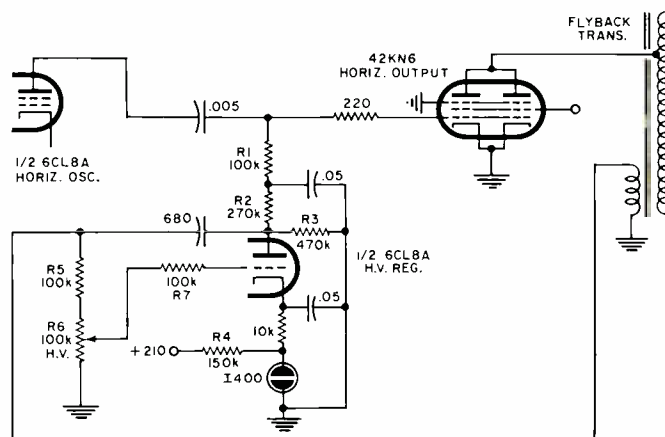 FLYBACK
TRANS.
42KN6
HORIZ. OUTPUT
.005
220
1/2 6CL8A
HORIZ. OSC.
R1
100k
.05
R2
270k
680
R3
470k
1/2 6CL8A
H.V. REG.
R5
100k
100k
R7
.05
R6
100k
H.V.
10k
R4
+210
150k
I400